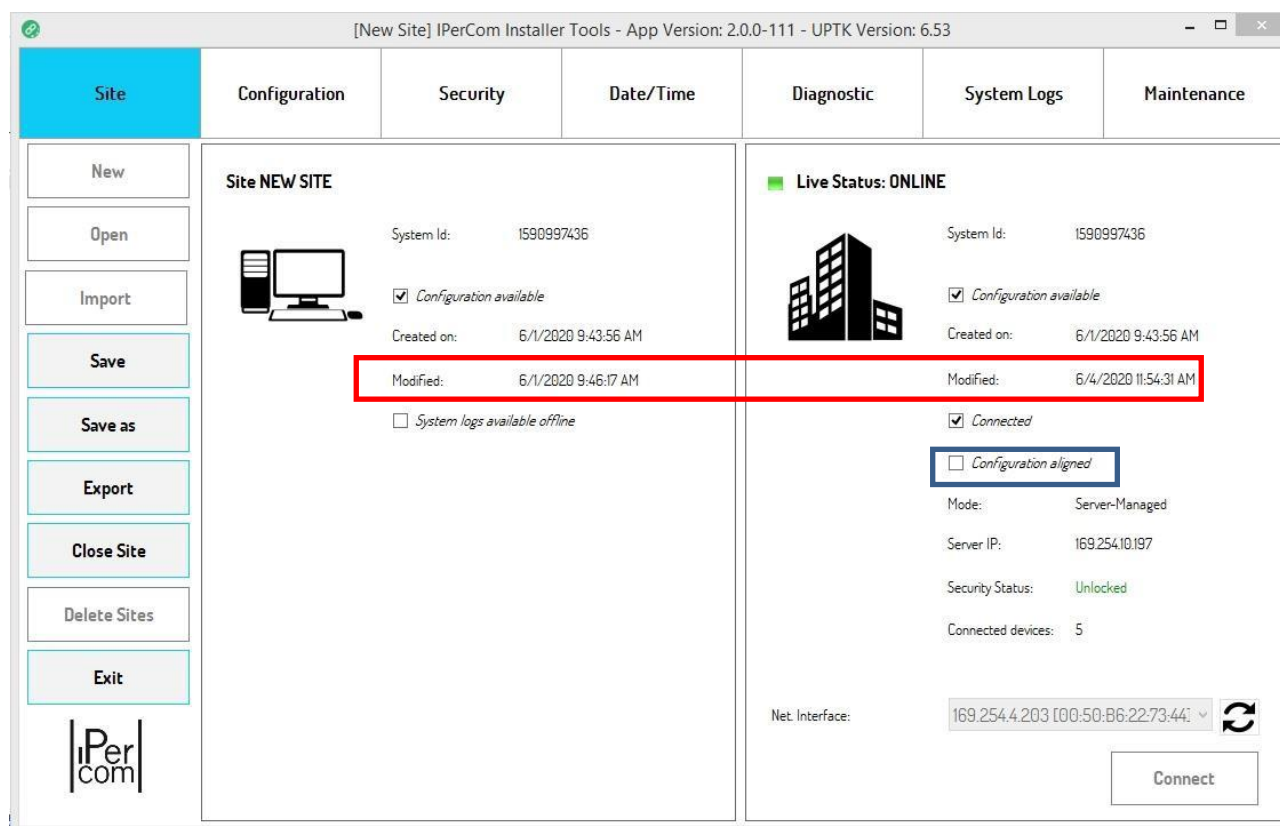 [New Site] IPerCom Installer Tools - App Version: 2.0.0-111 - UPTK Version: 6.53
Site
Configuration
Security
Date/Time
Diagnostic
System Logs
Maintenance
New
Open
Import
Save
Save as
Export
Close Site
Delete Sites
Exit
IPer
com
Site NEW SITE
System Id: 1590997436
Configuration available
Created on: 6/1/2020 9:43:56 AM
Modified: 6/1/2020 9:46:17 AM
System logs available offline
Live Status: ONLINE
System Id: 1590997436
Configuration available
Created on: 6/1/2020 9:43:56 AM
Modified: 6/4/2020 11:54:31 AM
Connected
Configuration aligned
Mode: Server-Managed
Server IP: 169.254.10.197
Security Status: Unlocked
Connected devices: 5
Net. Interface: 169.254.4.203 [00:50:B6:22:73:44]
Connect